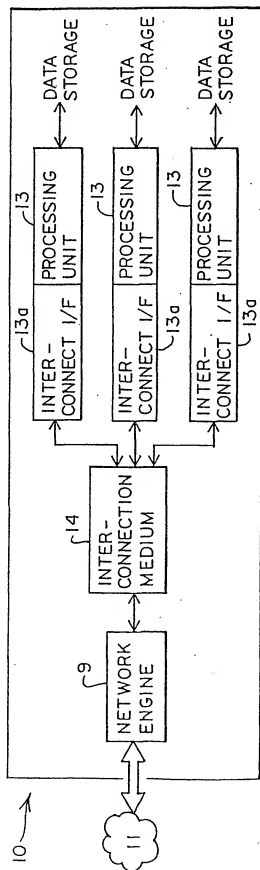 10
11
9
NETWORK
ENGINE
14
INTER-
CONNECTION
MEDIUM
13a
13
INTER-
CONNECT I/F
PROCESSING
UNIT
DATA
STORAGE
13
INTER-
CONNECT I/F
13a
PROCESSING
UNIT
DATA
STORAGE
13
INTER-
CONNECT I/F
13a
PROCESSING
UNIT
DATA
STORAGE